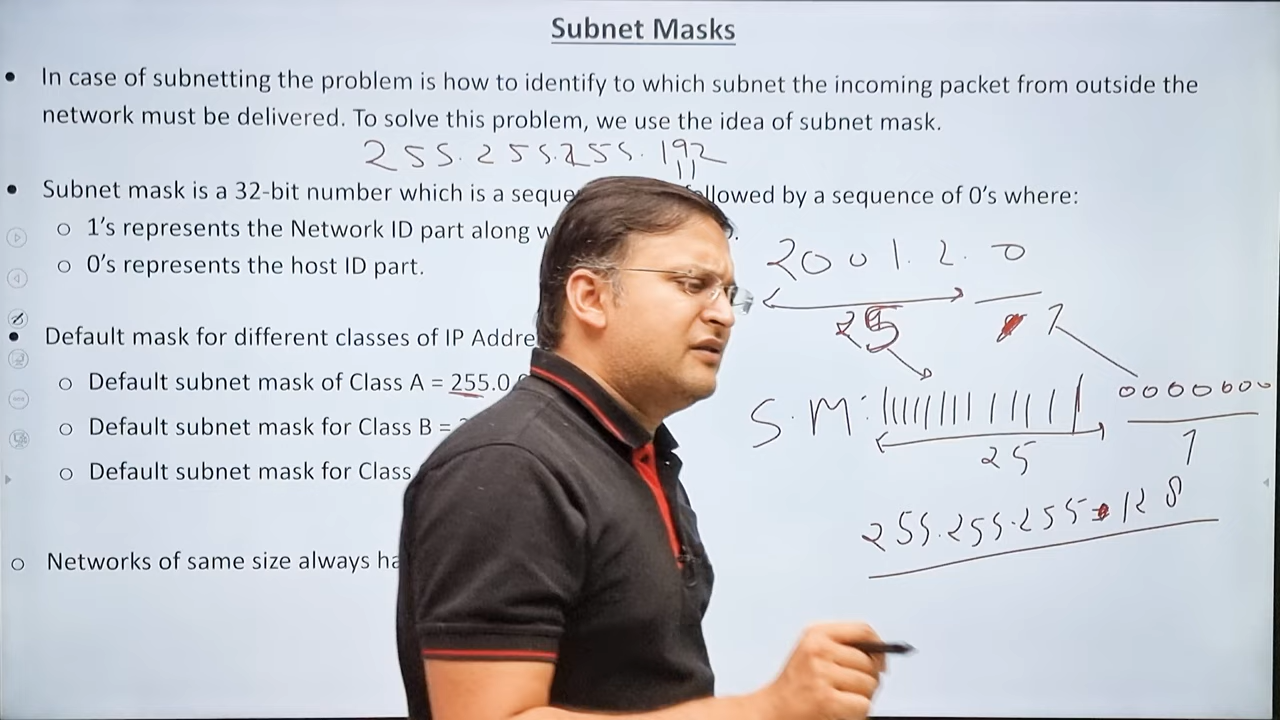 Subnet Masks
• In case of subnetting the problem is how to identify to which subnet the incoming packet from outside the
network must be delivered. To solve this problem, we use the idea of subnet mask.
255.255.255.192
11
• Subnet mask is a 32-bit number which is a seque llowed by a sequence of 0's where:
o 1's represents the Network ID part along w
200 1. 2. 0
o 0's represents the host ID part.
25 7
• Default mask for different classes of IP Addre
o Default subnet mask of Class A = 255.0
0000000
S.M:
o Default subnet mask for Class B =
25 7
o Default subnet mask for Class
255.255.255.128
o Networks of same size always ha